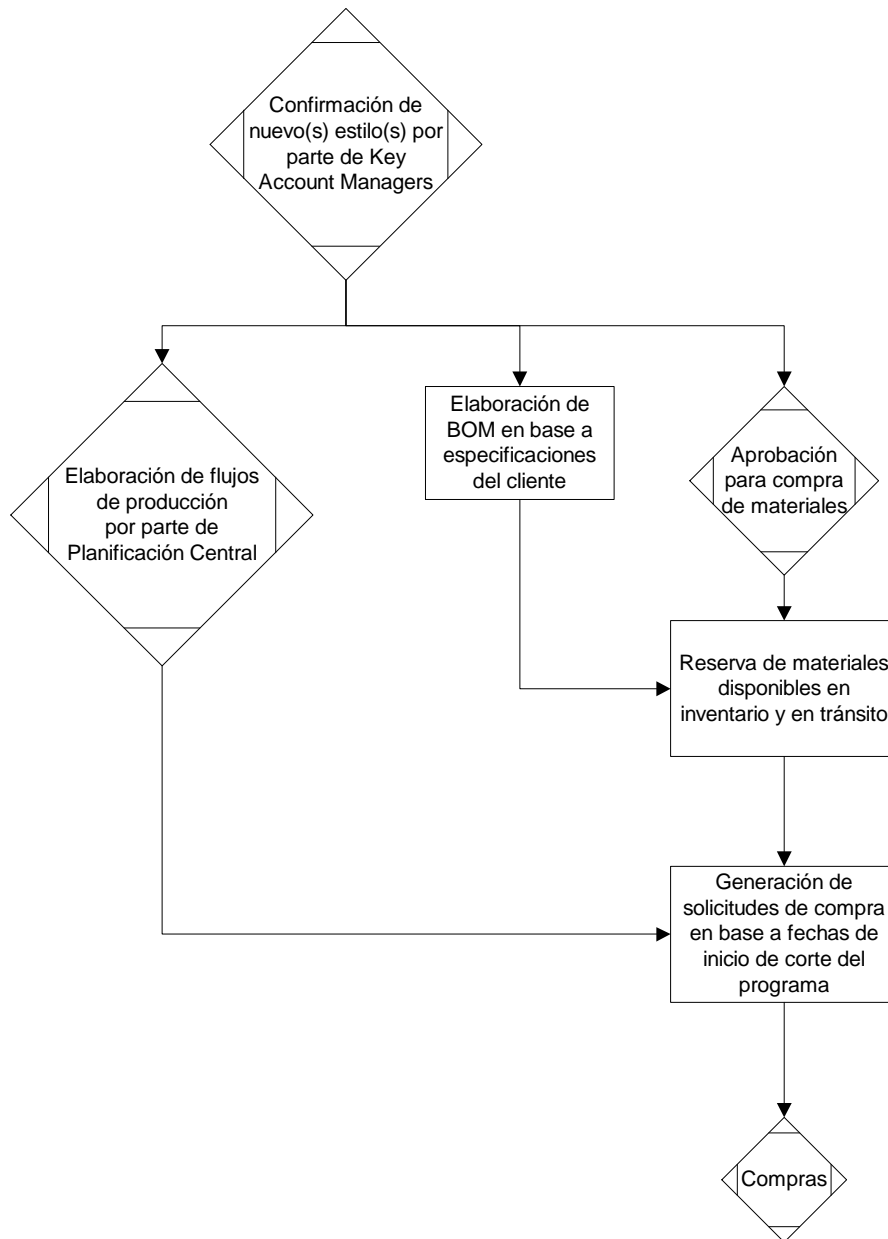 Confirmación de
nuevo(s) estilo(s) por
parte de Key
Account Managers
Elaboración de flujos
de producción
por parte de
Planificación Central
Elaboración de
BOM en base a
especificaciones
del cliente
Aprobación
para compra
de materiales
Reserva de materiales
disponibles en
inventario y en tránsito
Generación de
solicitudes de compra
en base a fechas de
inicio de corte del
programa
Compras